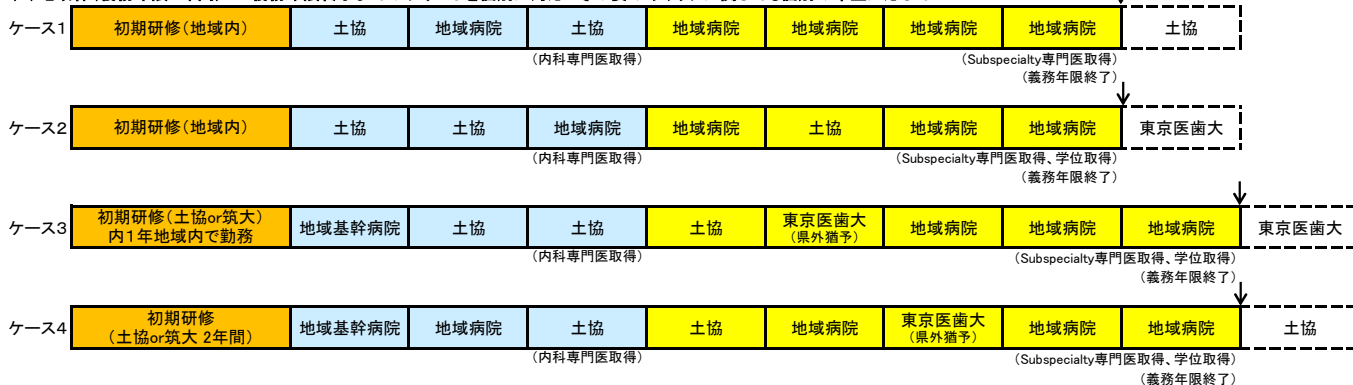 ケース1 初期研修(地域内) 土協 地域病院 土協 地域病院 地域病院 地域病院 地域病院 土協
(内科専門医取得) (Subspecialty専門医取得)
(義務年限終了)
ケース2 初期研修(地域内) 土協 土協 地域病院 地域病院 土協 地域病院 地域病院 東京医歯大
(内科専門医取得) (Subspecialty専門医取得、学位取得)
(義務年限終了)
ケース3 初期研修(土協or筑大) 内1年地域内で勤務 地域基幹病院 土協 土協 土協 東京医歯大 (県外猶予) 地域病院 地域病院 地域病院 東京医歯大
(内科専門医取得) (Subspecialty専門医取得、学位取得)
(義務年限終了)
ケース4 初期研修 (土協or筑大 2年間) 地域基幹病院 地域病院 土協 土協 地域病院 東京医歯大 (県外猶予) 地域病院 地域病院 土協
(内科専門医取得) (Subspecialty専門医取得、学位取得)
(義務年限終了)